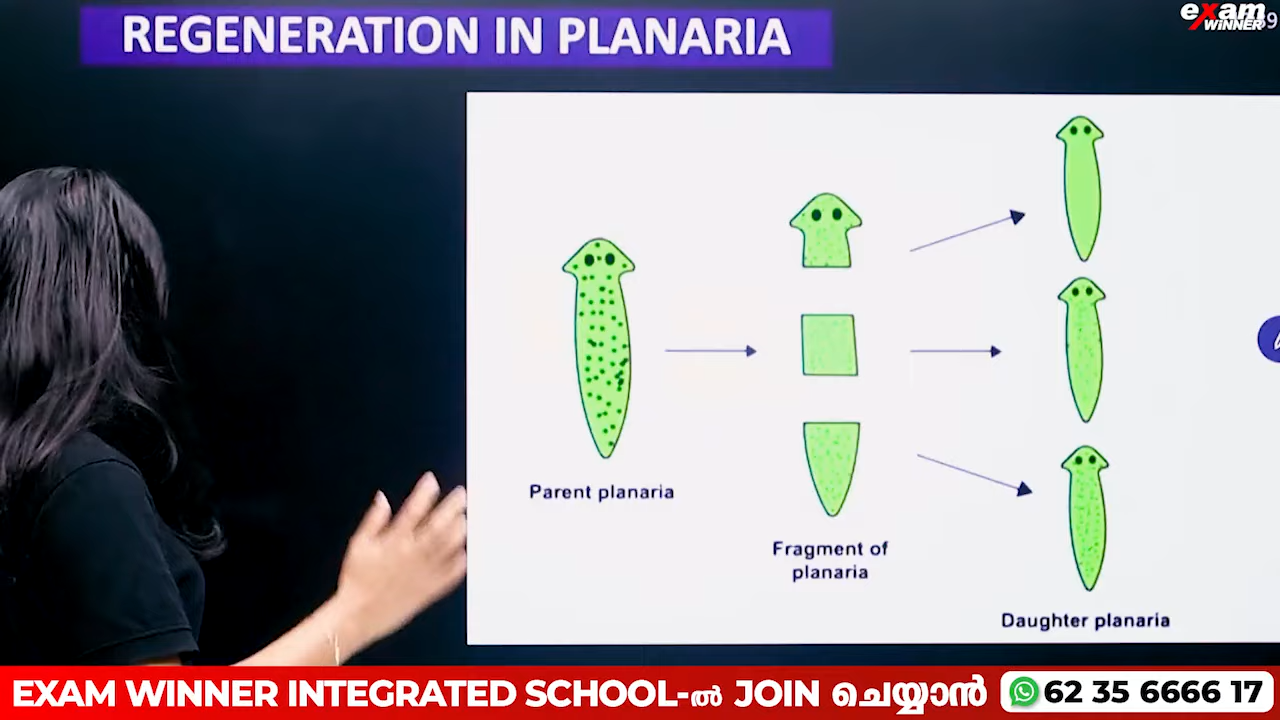 REGENERATION IN PLANARIA
exam
WiNNER
Parent planaria
Fragment of
planaria
Daughter planaria
EXAM WINNER INTEGRATED SCHOOL-ൽ JOIN ചെയ്യാൻ 62 35 6666 17